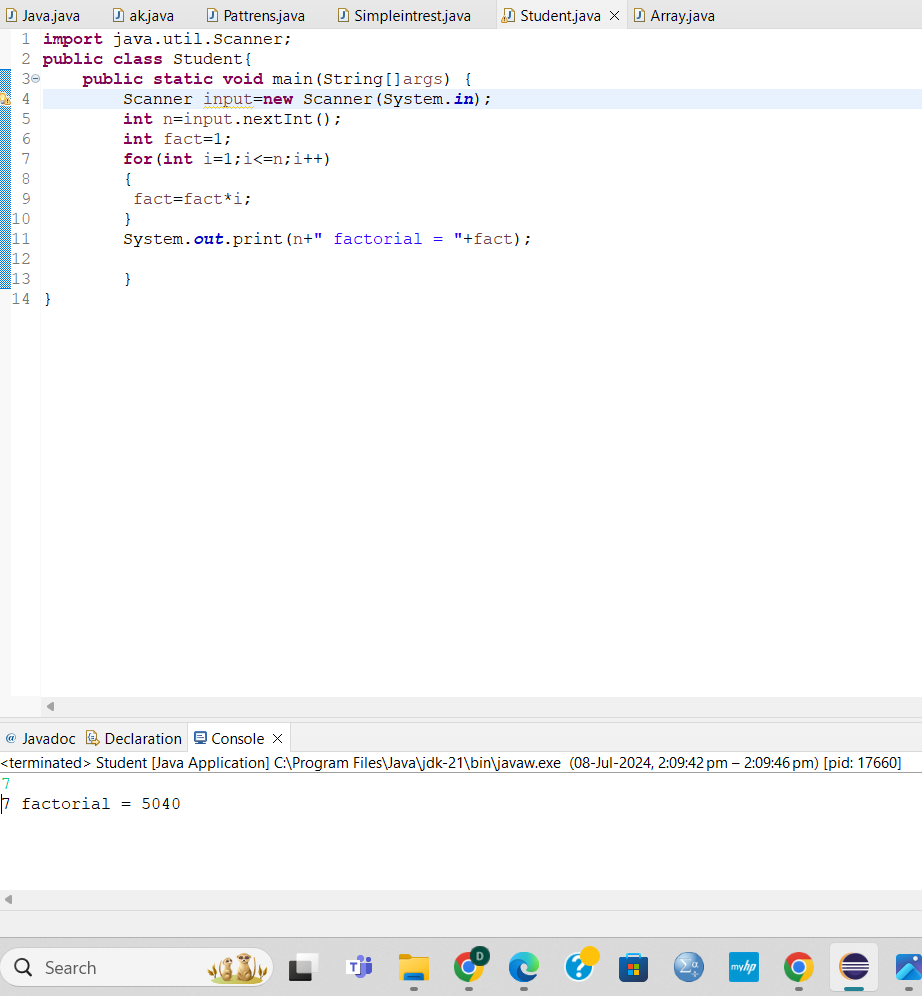 Java.java ak.java Pattrens.java Simpleintrest.java Student.java Array.java
1 import java.util.Scanner;
2 public class Student{
3 public static void main(String[]args) {
4 Scanner input=new Scanner(System.in);
5 int n=input.nextInt();
6 int fact=1;
7 for(int i=1;i<=n;i++)
8 {
9 fact=fact*i;
10 }
11 System.out.print(n+" factorial = "+fact);
12
13 }
14 }
@ Javadoc Declaration Console
<terminated> Student [Java Application] C:\Program Files\Java\jdk-21\bin\javaw.exe (08-Jul-2024, 2:09:42 pm – 2:09:46 pm) [pid: 17660]
7
7 factorial = 5040
Search D myhp